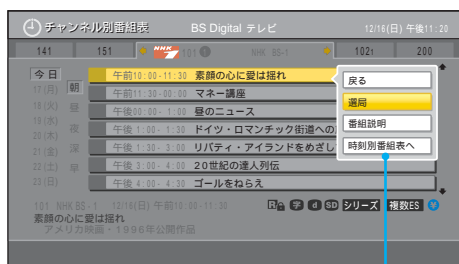 チャンネル別番組表 BS Digital テレビ 12/16(日) 午後11:20
141 151 NHK 101 NHK BS-1 1021 200
今日 朝 午前10:00-11:30 素顔の心に愛は揺れ 戻る
17(月) 午前11:30-00:00 マネー講座 選局
18(火) 昼 午後00:00- 1:00 昼のニュース
19(水) 午後 1:00- 1:30 ドイツ・ロマンチック街道への 番組説明
20(木) 夜
21(金) 深 午後 1:30- 3:00 リバティ・アイランドをめざし 時刻別番組表へ
22(土) 早 午後 3:00- 4:00 20世紀の達人列伝
23(日) 午後 4:00- 4:30 ゴールをねらえ
101 NHK BS-1 12/16(日) 午前10:00-11:30 字 d SD シリーズ 複数ES
素顔の心に愛は揺れ
アメリカ映画・1996年公開作品